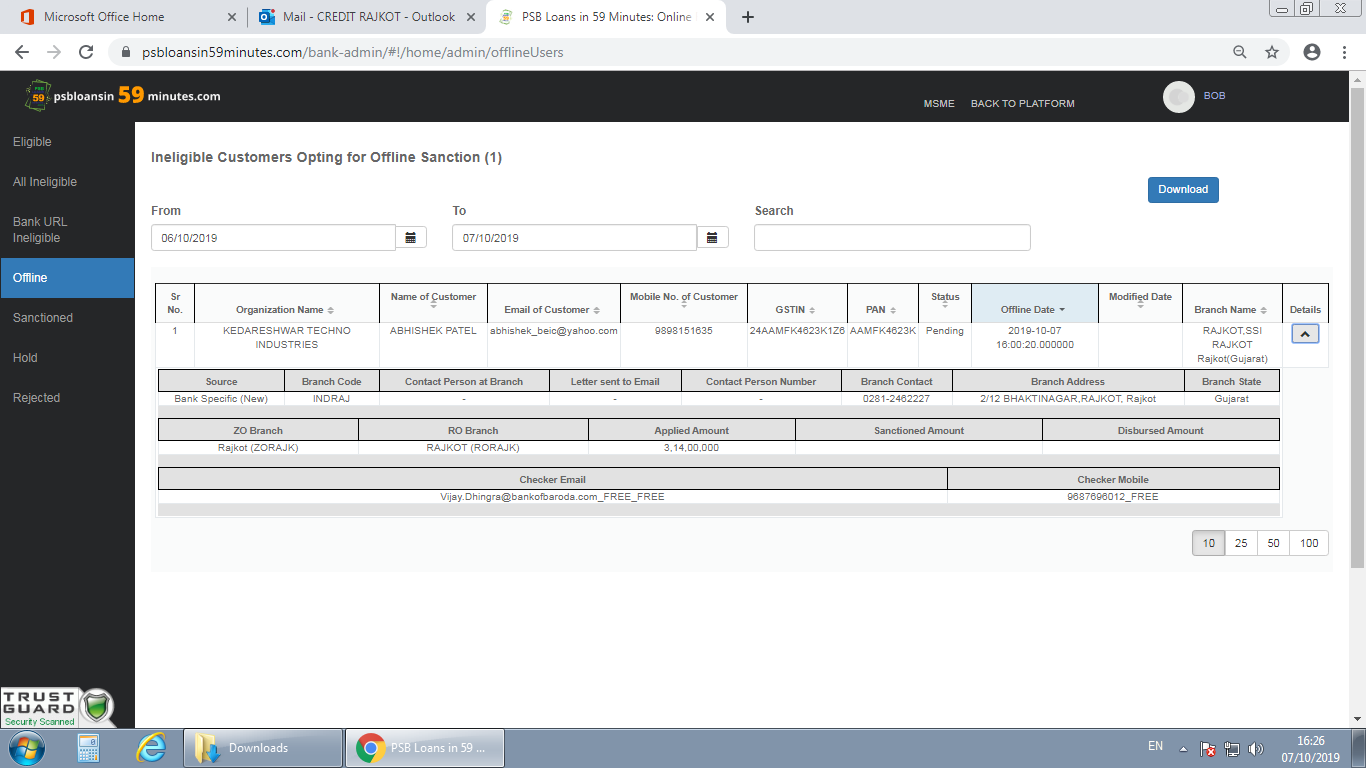 Microsoft Office Home
Mail - CREDIT RAJKOT - Outlook
PSB Loans in 59 Minutes: Online
psbloansin59minutes.com/bank-admin/#!/home/admin/offlineUsers
PSB
59
psbloansin 59 minutes.com
MSME BACK TO PLATFORM
BOB
Eligible
All Ineligible
Bank URL
Ineligible
Offline
Sanctioned
Hold
Rejected
Ineligible Customers Opting for Offline Sanction (1)
Download
From To Search
06/10/2019 07/10/2019
Sr No. Organization Name Name of Customer Email of Customer Mobile No. of Customer GSTIN PAN Status Offline Date Modified Date Branch Name Details
1 KEDARESHWAR TECHNO ABHISHEK PATEL abhishek_beic@yahoo.com 9898151635 24AAMFK4623K1Z6 AAMFK4623K Pending 2019-10-07 RAJKOT,SSI
INDUSTRIES 16:00:20.000000 RAJKOT
Rajkot(Gujarat)
Source Branch Code Contact Person at Branch Letter sent to Email Contact Person Number Branch Contact Branch Address Branch State
Bank Specific (New) INDRAJ - - - 0281-2462227 2/12 BHAKTINAGAR,RAJKOT, Rajkot Gujarat
ZO Branch RO Branch Applied Amount Sanctioned Amount Disbursed Amount
Rajkot (ZORAJK) RAJKOT (RORAJK) 3,14,00,000
Checker Email Checker Mobile
Vijay.Dhingra@bankofbaroda.com_FREE_FREE 9687696012_FREE
10 25 50 100
TRUST
GUARD
Security Scanned
Downloads
PSB Loans in 59 ...
EN
16:26
07/10/2019